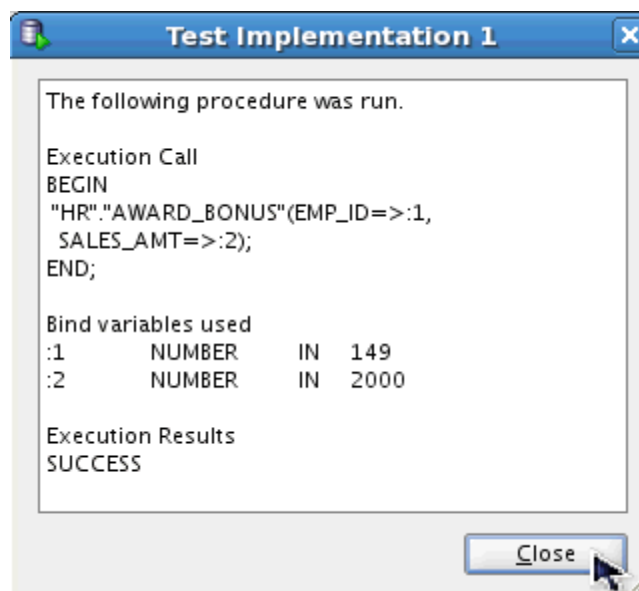 Test Implementation 1
The following procedure was run.
Execution Call
BEGIN
"HR"."AWARD_BONUS"(EMP_ID=>:1,
SALES_AMT=>:2);
END;
Bind variables used
:1 NUMBER IN 149
:2 NUMBER IN 2000
Execution Results
SUCCESS
Close